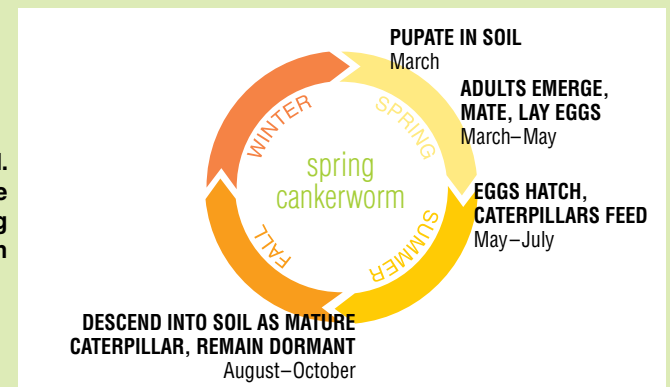 PUPATE IN SOIL
March
ADULTS EMERGE,
MATE, LAY EGGS
March–May
WINTER
SPRING
spring
cankerworm
EGGS HATCH,
CATERPILLARS FEED
May–July
FALL
SUMMER
DESCEND INTO SOIL AS MATURE
CATERPILLAR, REMAIN DORMANT
August–October